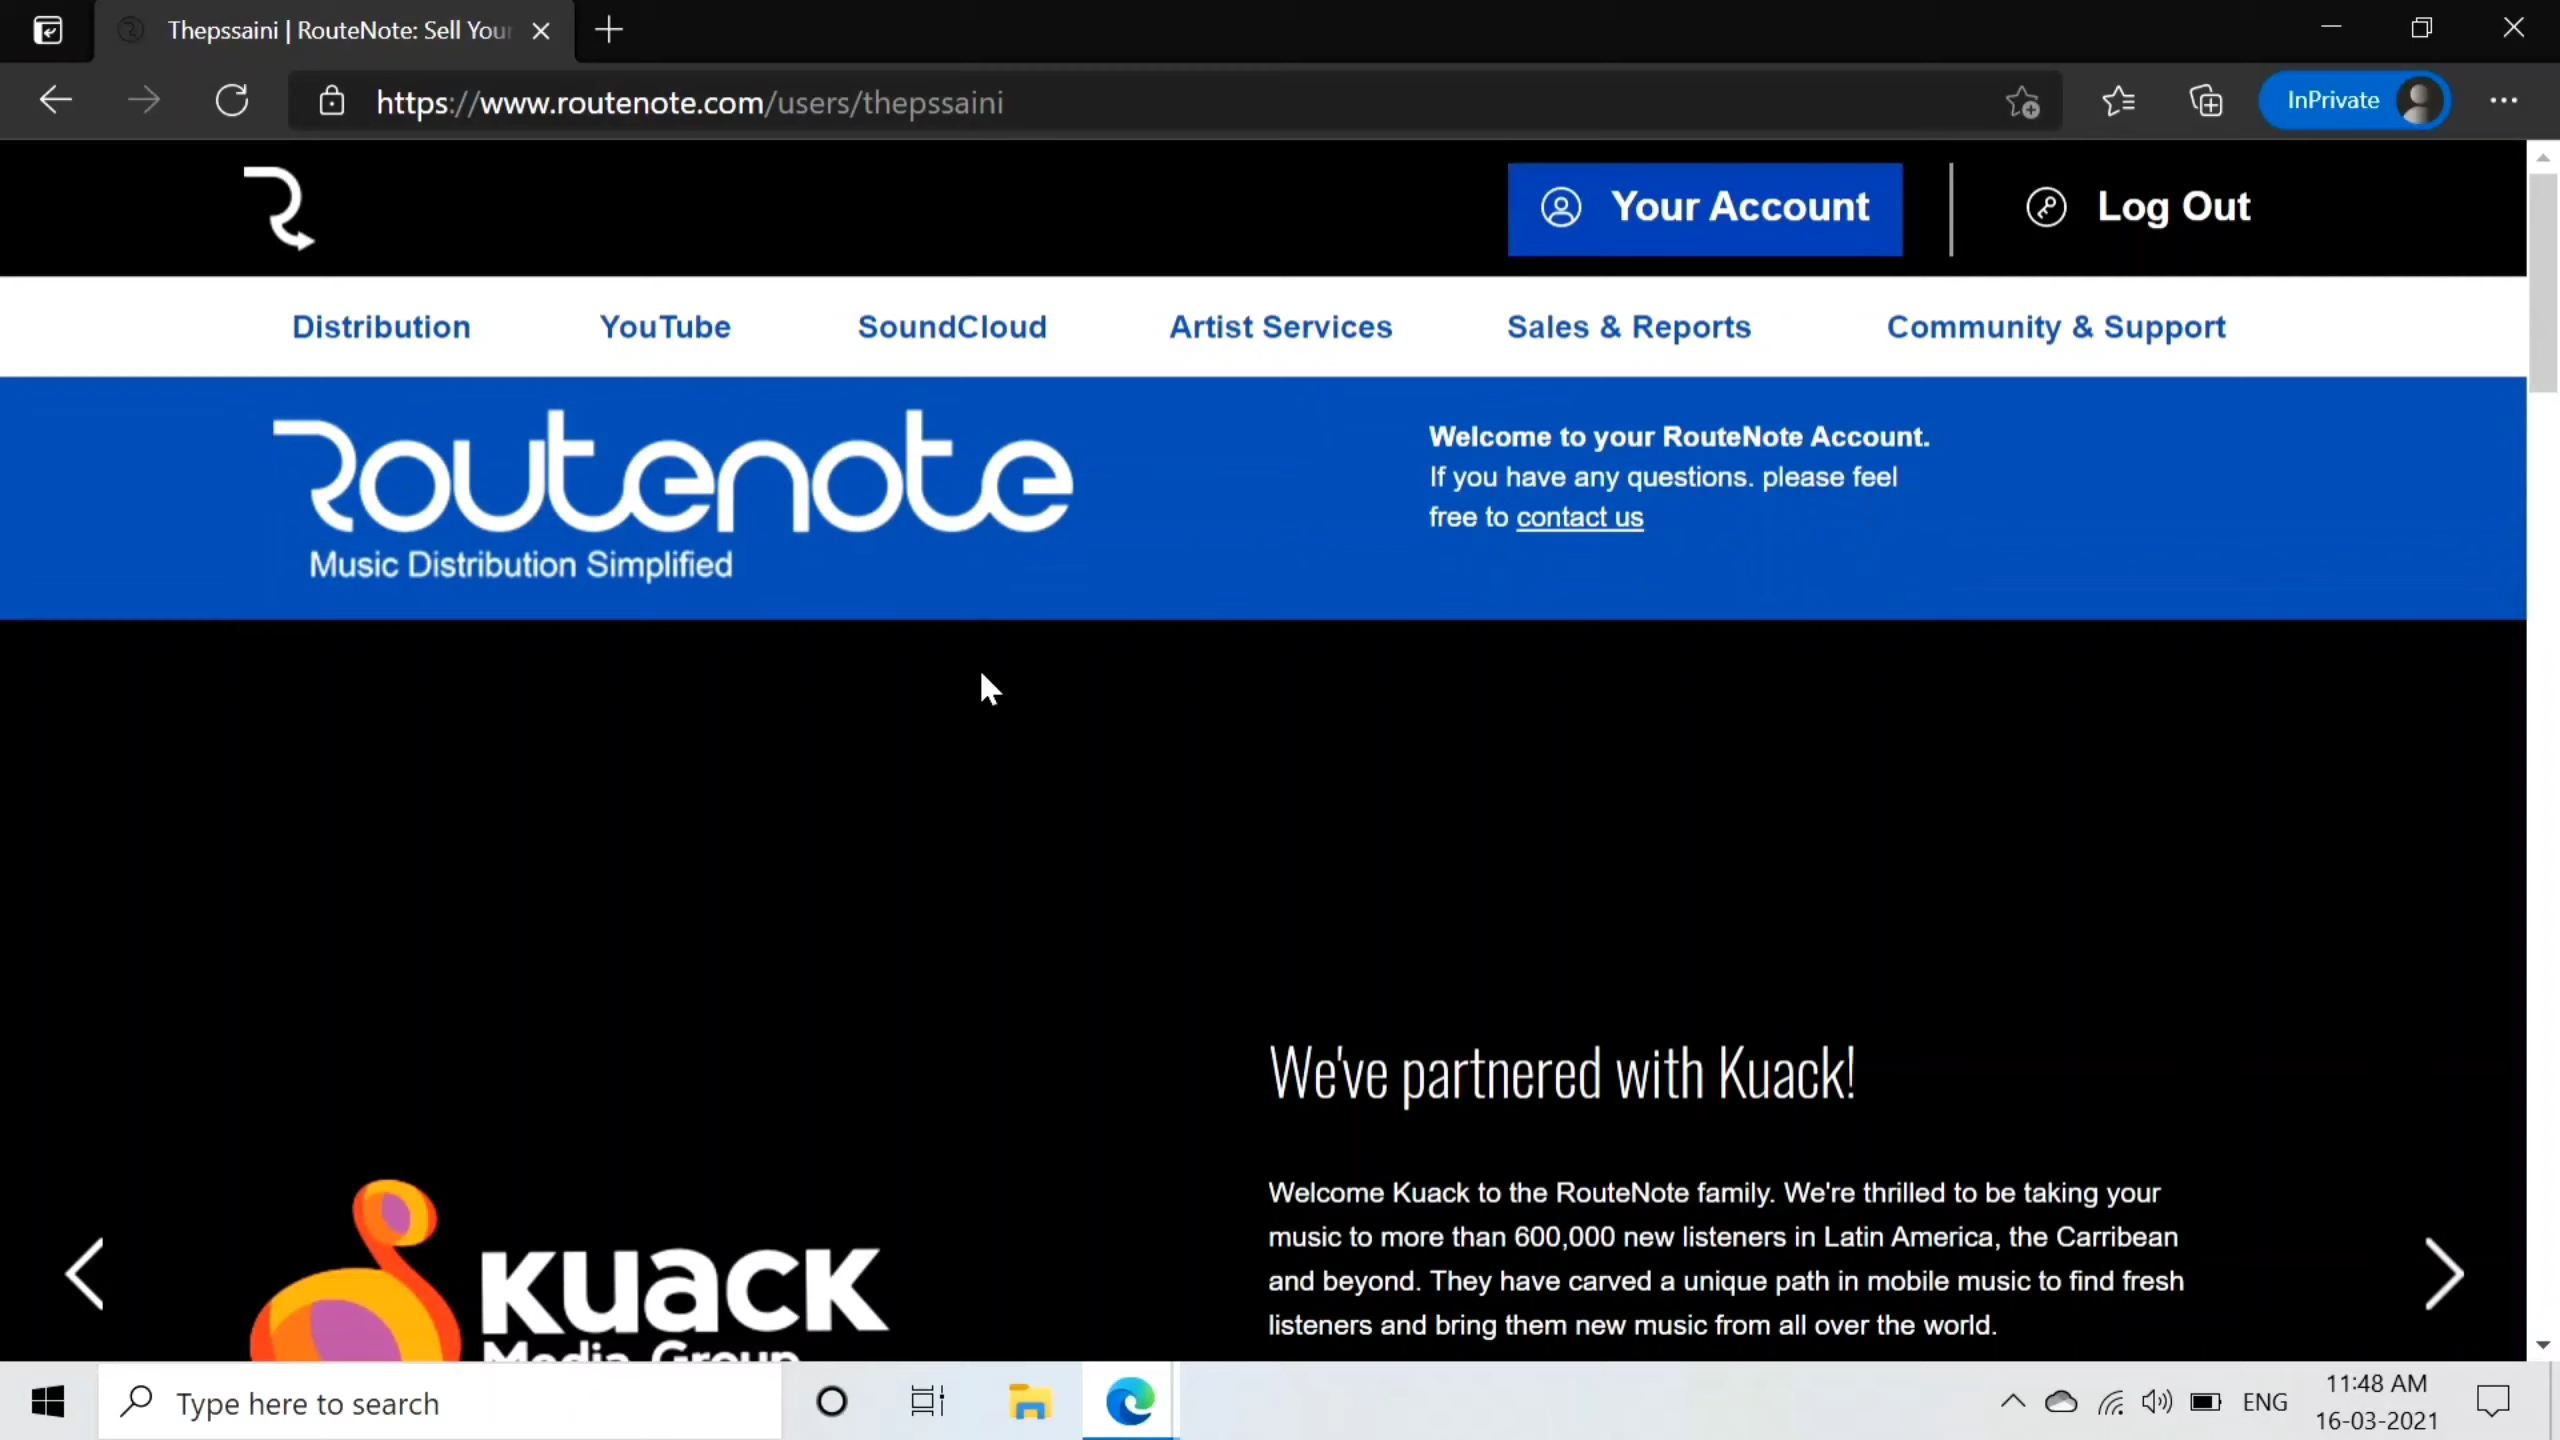 Thepssaini | RouteNote: Sell Your
https://www.routenote.com/users/thepssaini
InPrivate
Your Account
Log Out
Distribution YouTube SoundCloud Artist Services Sales & Reports Community & Support
Routenote
Music Distribution Simplified
Welcome to your RouteNote Account.
If you have any questions. please feel
free to contact us
We've partnered with Kuack!
Welcome Kuack to the RouteNote family. We're thrilled to be taking your
music to more than 600,000 new listeners in Latin America, the Carribean
and beyond. They have carved a unique path in mobile music to find fresh
listeners and bring them new music from all over the world.
KUACK
Media Group
Type here to search
ENG
11:48 AM
16-03-2021